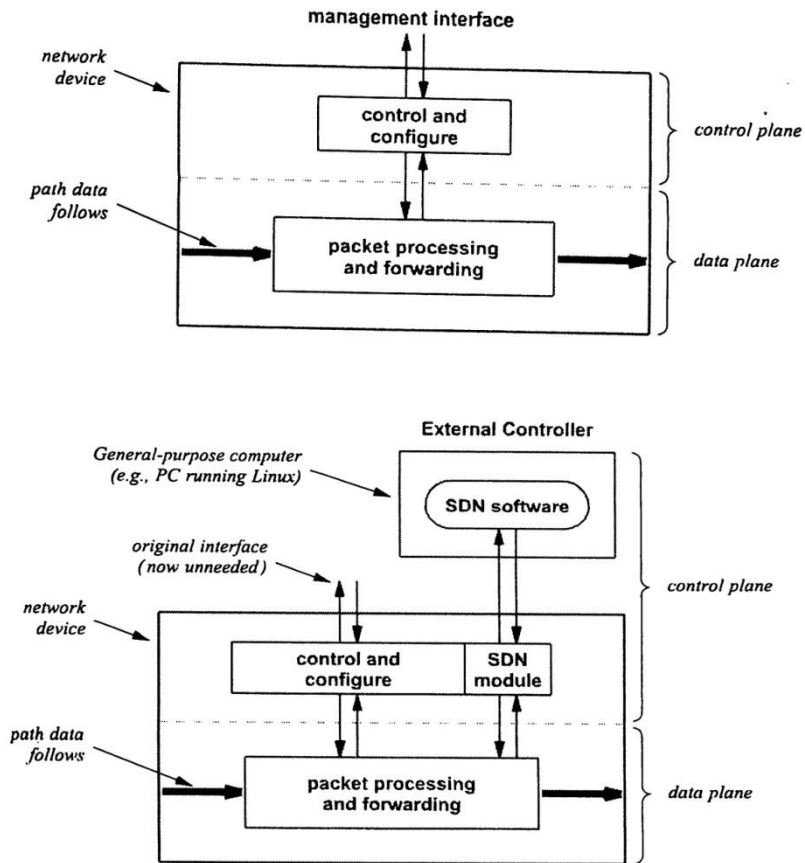 management interface
network
device
control and
configure
control plane
path data
follows
packet processing
and forwarding
data plane
External Controller
General-purpose computer
(e.g., PC running Linux)
SDN software
original interface
(now unneeded)
control plane
network
device
control and
configure
SDN
module
path data
follows
packet processing
and forwarding
data plane